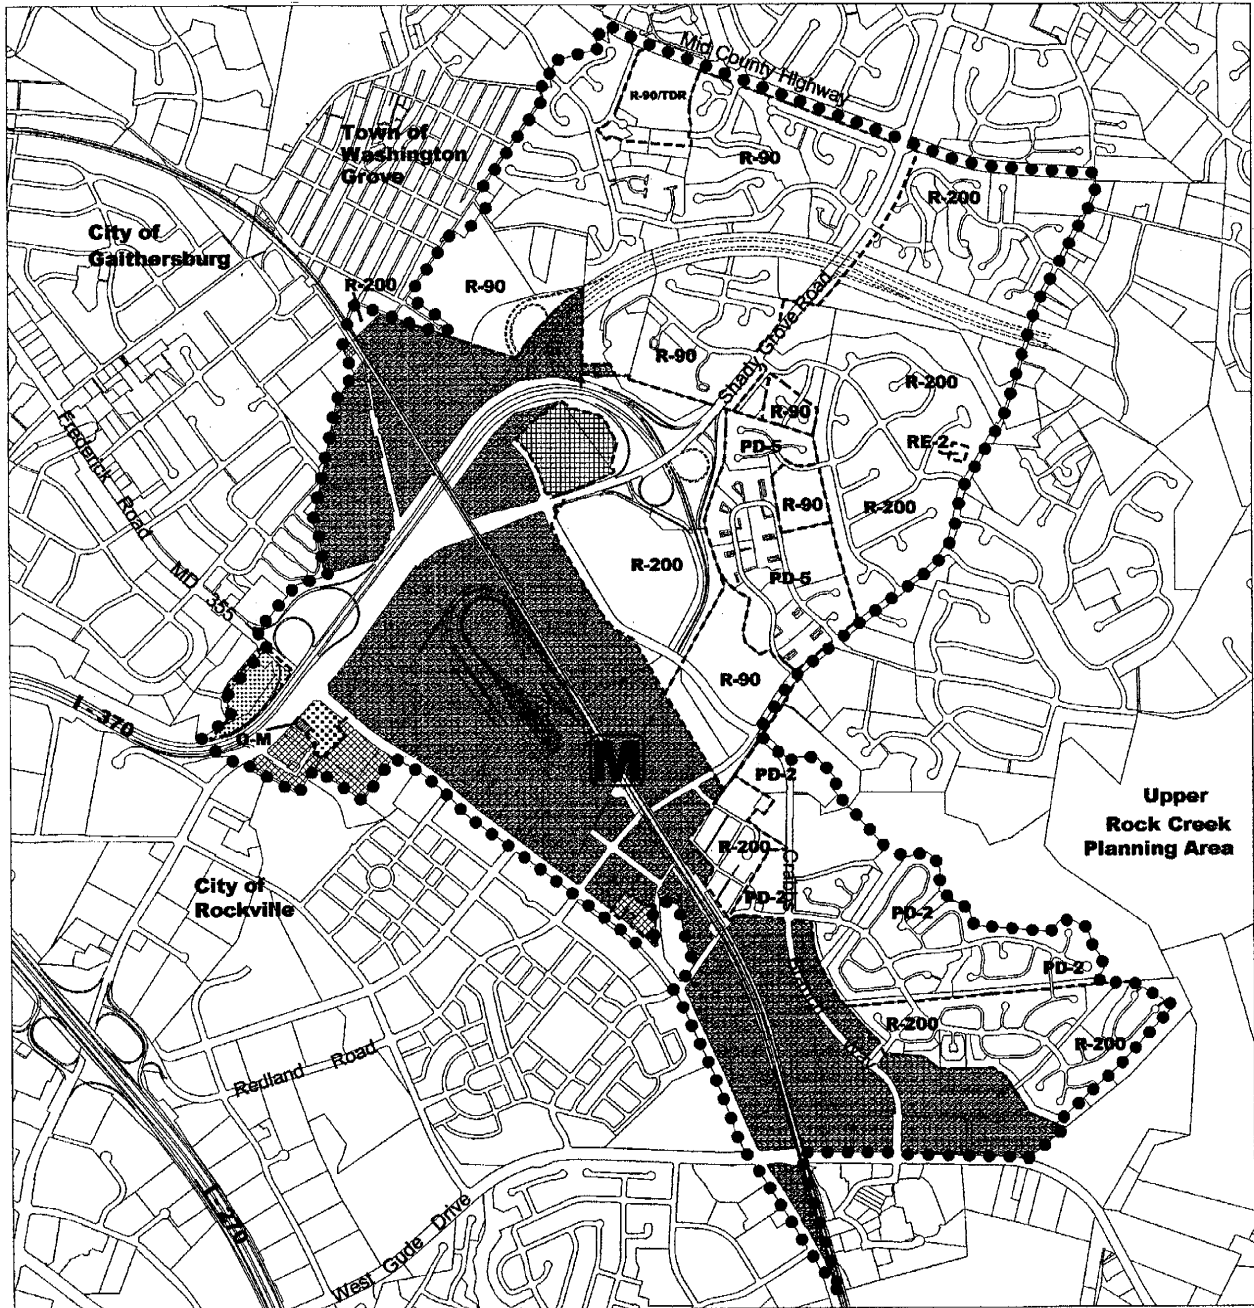 Mid County Highway
R-90/TDR
Town of
Washington
Grove
R-90
R-200
City of
Gaithersburg
R-200
R-90
Shady Grove Road
R-90
R-200
R-90
RE-2
PD-5
Frederick Road
MD 355
R-90
R-200
R-200
PD-5
R-90
I-370
O-M
M
PD-2
Upper
Rock Creek
Planning Area
R-200
Crabbs
City of
Rockville
PD-2
PD-2
PD-2
R-200
R-200
Redland Road
I-270
West Gude Drive